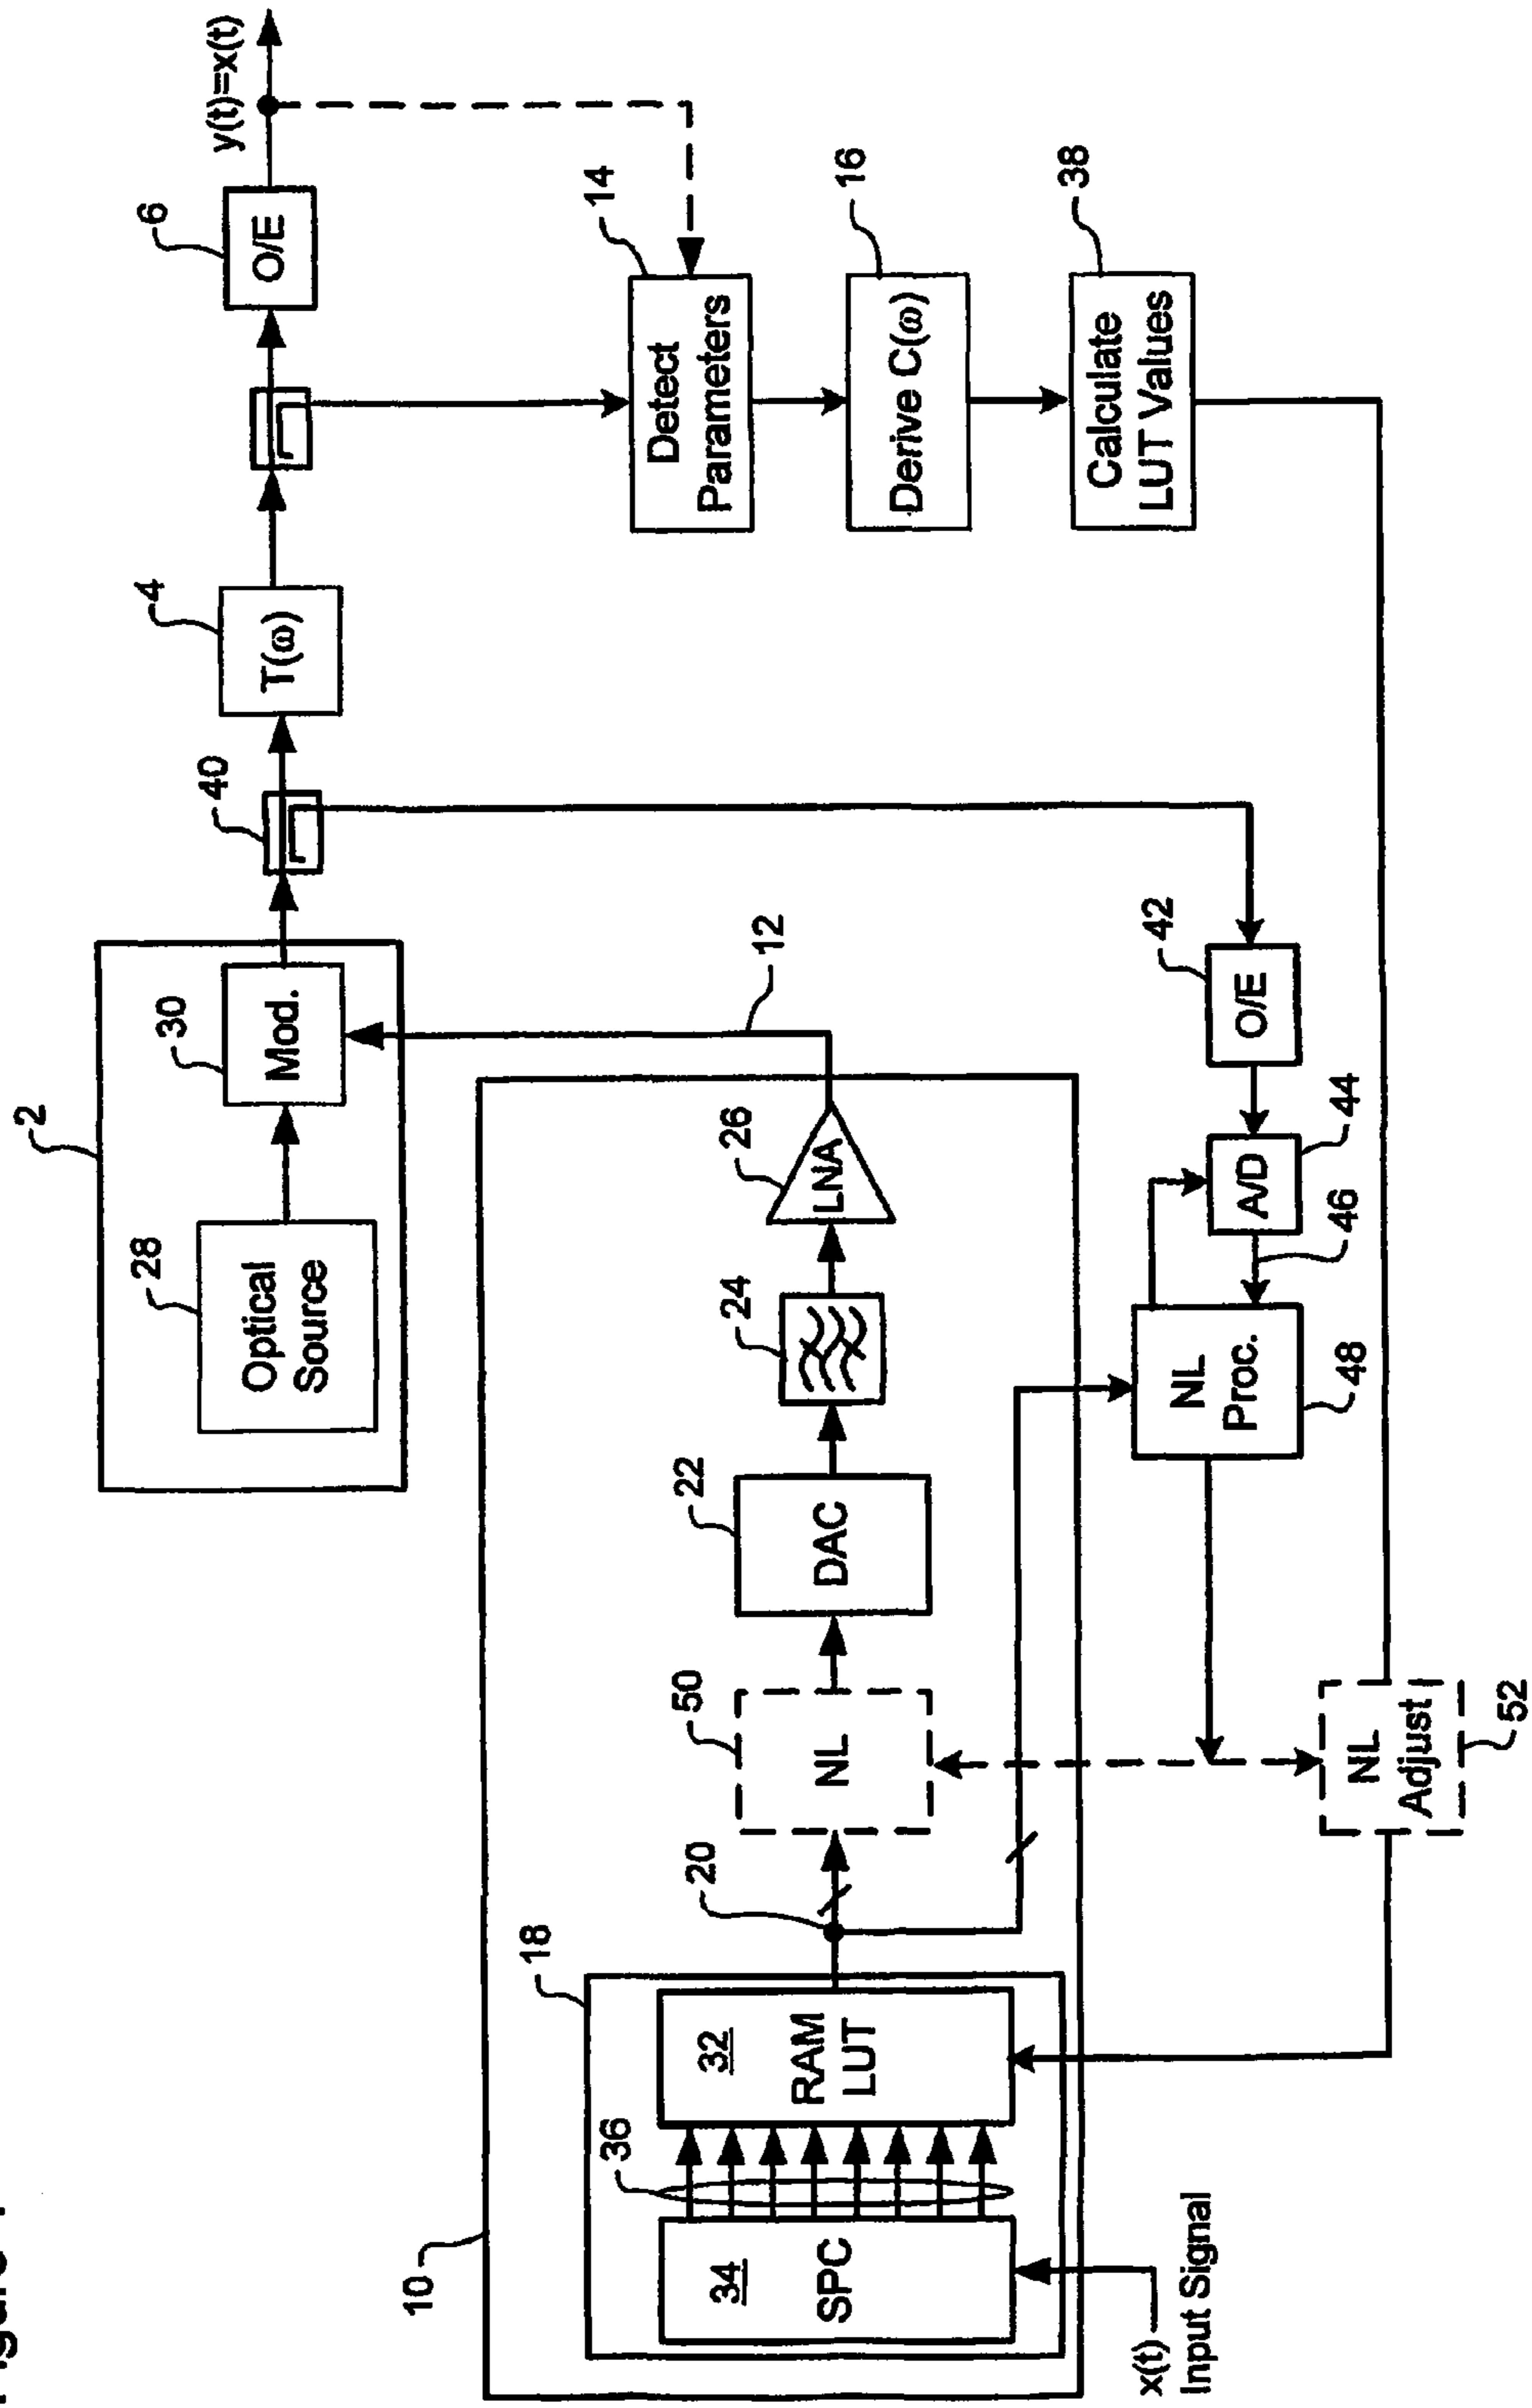 2
28
Optical
Source
30
Mod.
40
4
T(ω)
6
O/E
y(t)=x(t)
10
18
34
SPC
36
32
RAM
LUT
20
50
NL
22
DAC
24
26
LNA
12
14
Detect
Parameters
16
Derive C(ω)
38
Calculate
LUT Values
42
O/E
44
A/D
46
NL
Proc.
48
NL
Adjust
52
x(t)
Input Signal